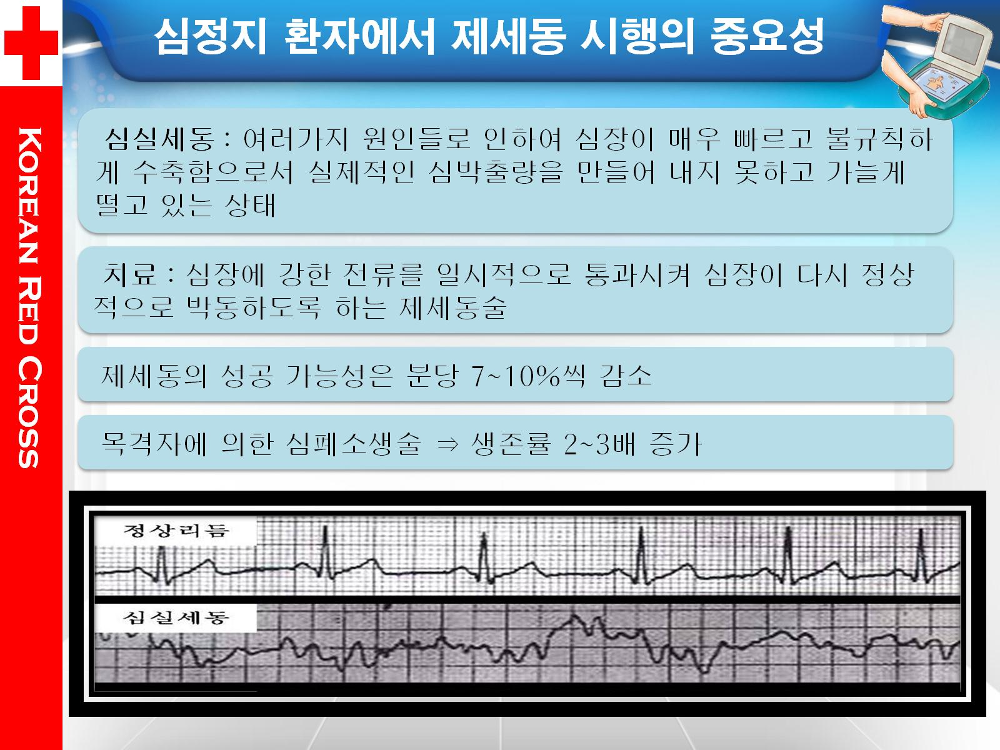 심정지 환자에서 제세동 시행의 중요성
KOREAN RED CROSS
심실세동 : 여러가지 원인들로 인하여 심장이 매우 빠르고 불규칙하
게 수축함으로서 실제적인 심박출량을 만들어 내지 못하고 가늘게
떨고 있는 상태
치료 : 심장에 강한 전류를 일시적으로 통과시켜 심장이 다시 정상
적으로 박동하도록 하는 제세동술
제세동의 성공 가능성은 분당 7~10%씩 감소
목격자에 의한 심폐소생술 ⇒ 생존률 2~3배 증가
정상리듬
심실세동